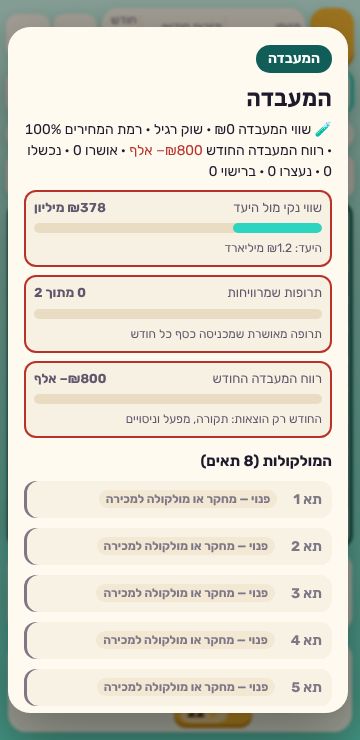 המעבדה
המעבדה
🧪 שווי המעבדה ₪0 • שוק רגיל • רמת המחירים 100%
• רווח המעבדה החודש ₪800− אלף • אושרו 0 • נכשלו
0 • נעצרו 0 • ברישוי 0
שווי נקי מול היעד ₪378 מיליון
היעד: ₪1.2 מיליארד
תרופות שמרוויחות 0 מתוך 2
תרופה מאושרת שמכניסה כסף כל חודש
רווח המעבדה החודש ₪800− אלף
החודש רק הוצאות: תקורה, מפעל וניסויים
המולקולות (8 תאים)
תא 1 פנוי – מחקר או מולקולה למכירה
תא 2 פנוי – מחקר או מולקולה למכירה
תא 3 פנוי – מחקר או מולקולה למכירה
תא 4 פנוי – מחקר או מולקולה למכירה
תא 5 פנוי – מחקר או מולקולה למכירה